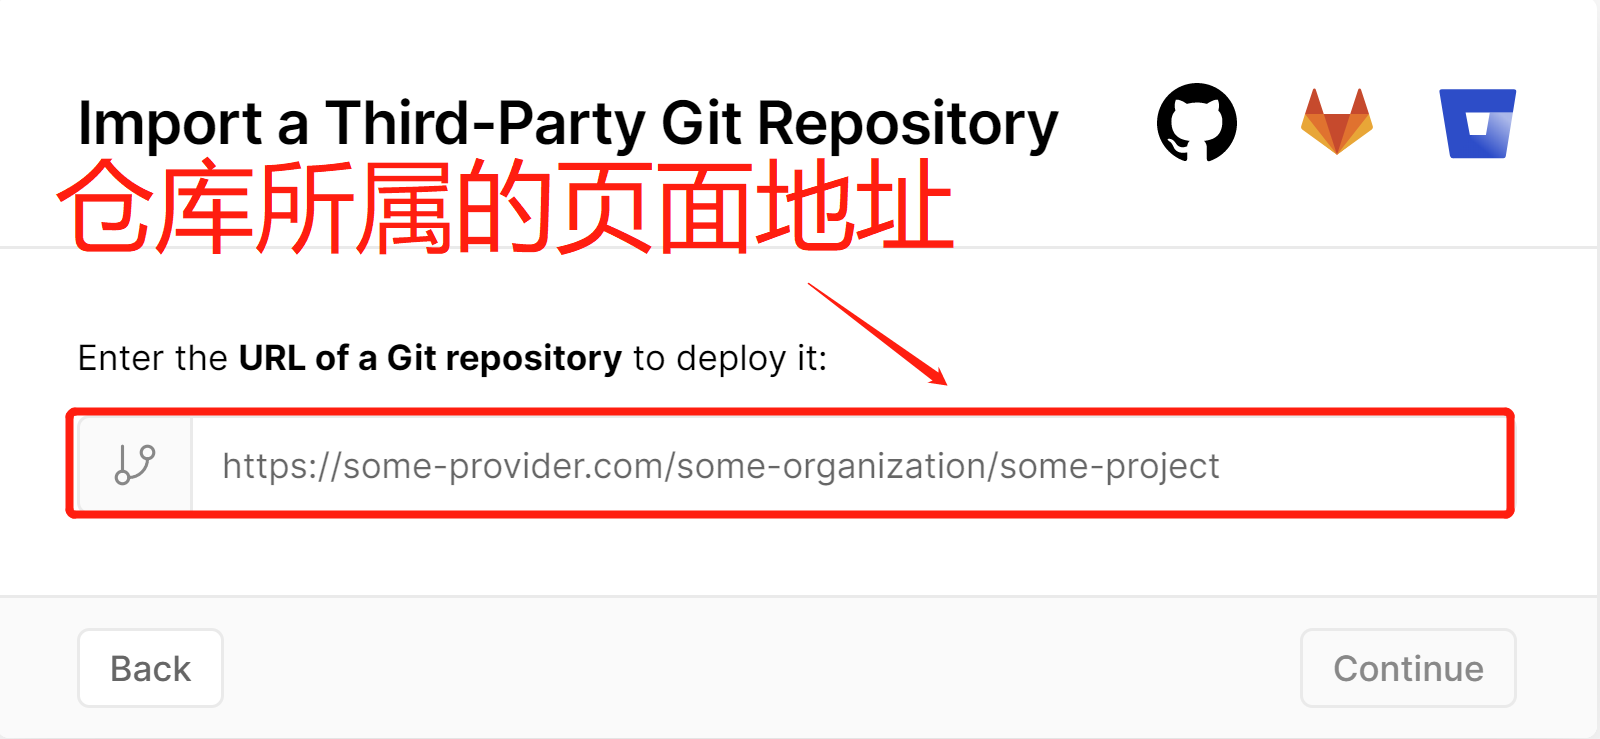 Import a Third-Party Git Repository
仓库所属的页面地址
Enter the URL of a Git repository to deploy it:
https://some-provider.com/some-organization/some-project
Back
Continue